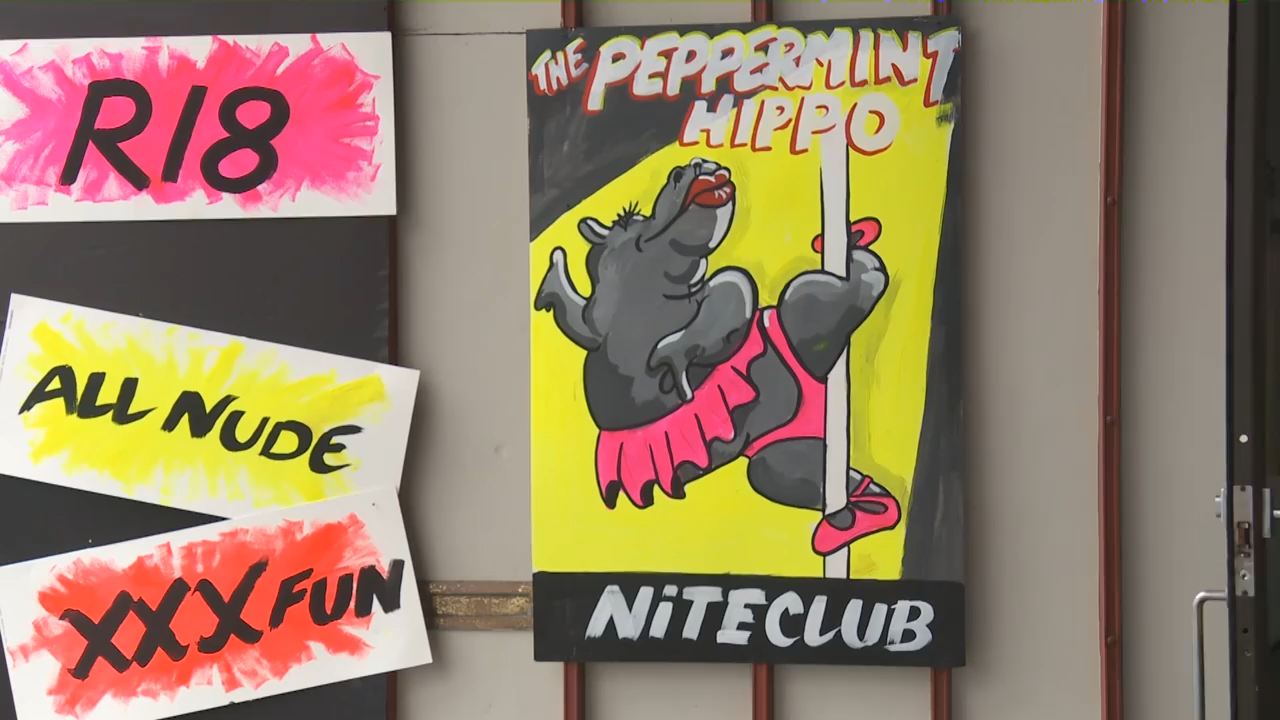 R18
ALL NUDE
XXX FUN
THE PEPPERMINT
HIPPO
NiTECLUB